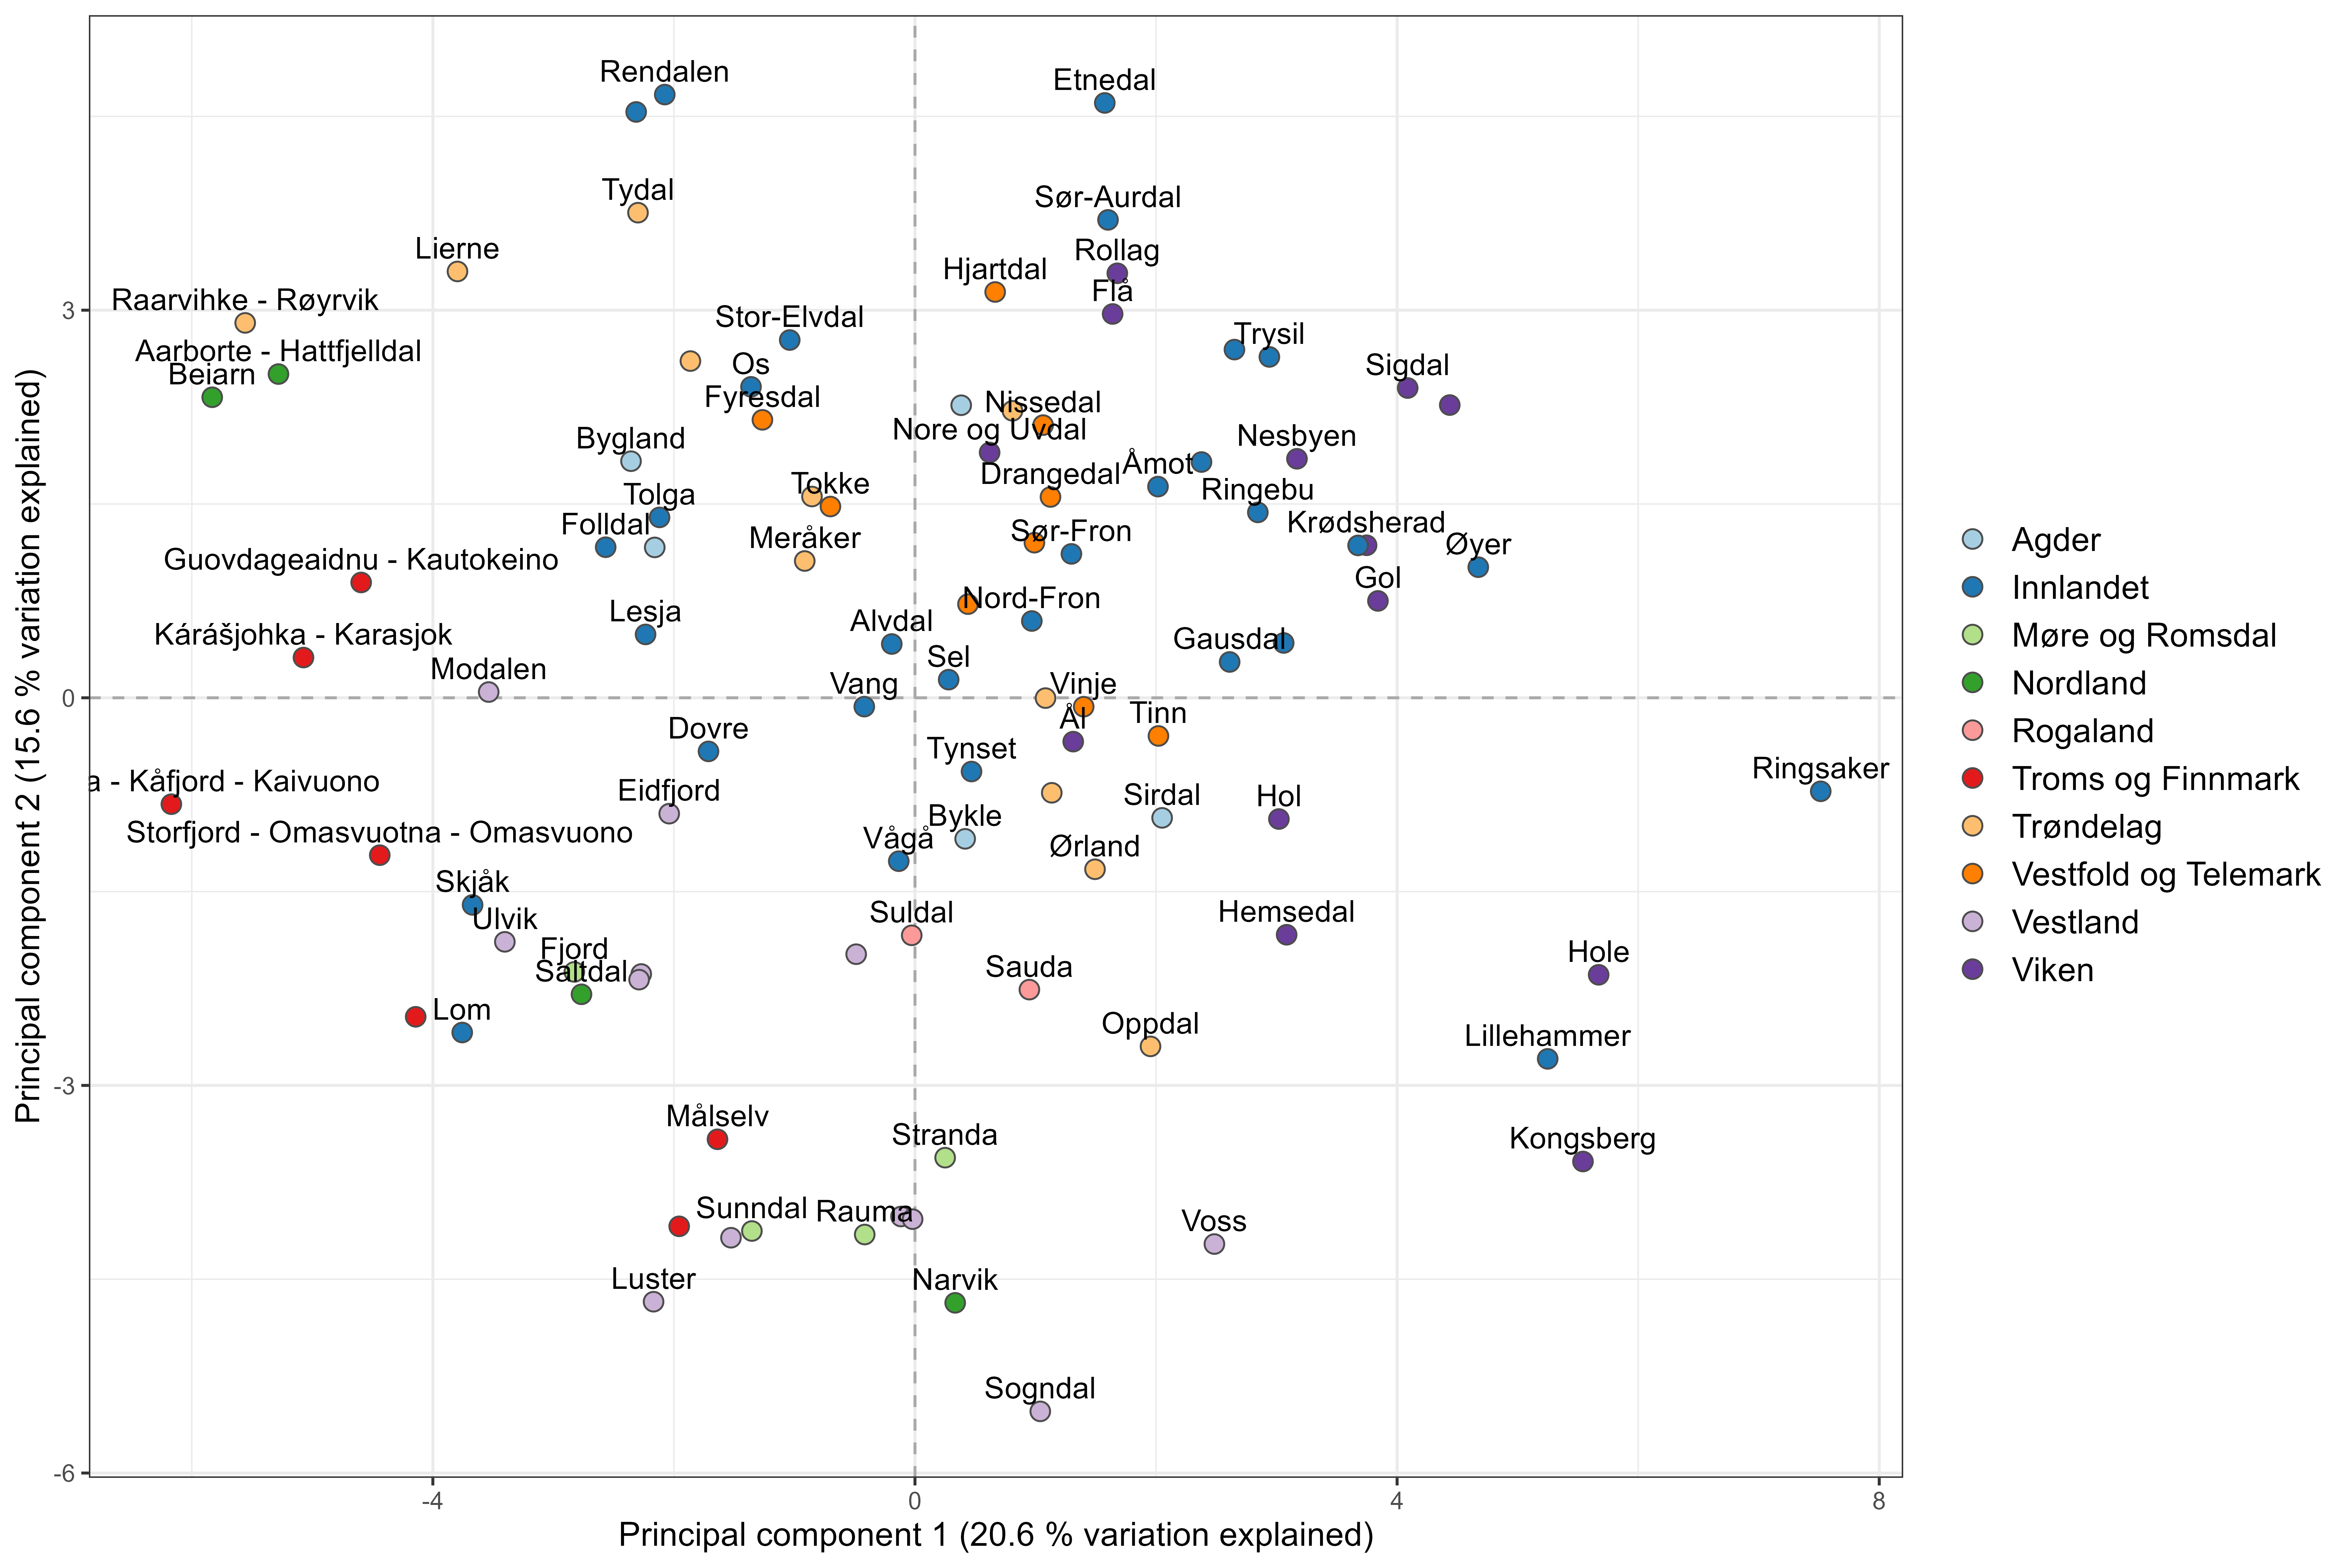 Rendalen
Etnedal
Tydal
Sør-Aurdal
Lierne
Rollag
Hjartdal
Flå
Raarvihke - Røyrvik
Stor-Elvdal
Trysil
Aarborte - Hattfjelldal
Os
Sigdal
Beiarn
Fyresdal
Nissedal
Nore og Uvdal
Bygland
Nesbyen
Åmot
Drangedal
Tokke
Ringebu
Tolga
Folldal
Meråker
Sør-Fron
Krødsherad
Øyer
Guovdageaidnu - Kautokeino
Gol
Nord-Fron
Lesja
Alvdal
Kárášjohka - Karasjok
Gausdal
Sel
Modalen
Vang
Vinje
Ål
Tinn
Dovre
Tynset
Ringsaker
a - Kåfjord - Kaivuono
Eidfjord
Sirdal
Hol
Bykle
Storfjord - Omasvuotna - Omasvuono
Vågå
Ørland
Skjåk
Ulvik
Suldal
Hemsedal
Fjord
Hole
Saltdal
Sauda
Lom
Oppdal
Lillehammer
Målselv
Stranda
Kongsberg
Sunndal
Rauma
Voss
Luster
Narvik
Sogndal
3
0
-3
-6
-4
0
4
8
Principal component 1 (20.6 % variation explained)
Principal component 2 (15.6 % variation explained)
Agder
Innlandet
Møre og Romsdal
Nordland
Rogaland
Troms og Finnmark
Trøndelag
Vestfold og Telemark
Vestland
Viken